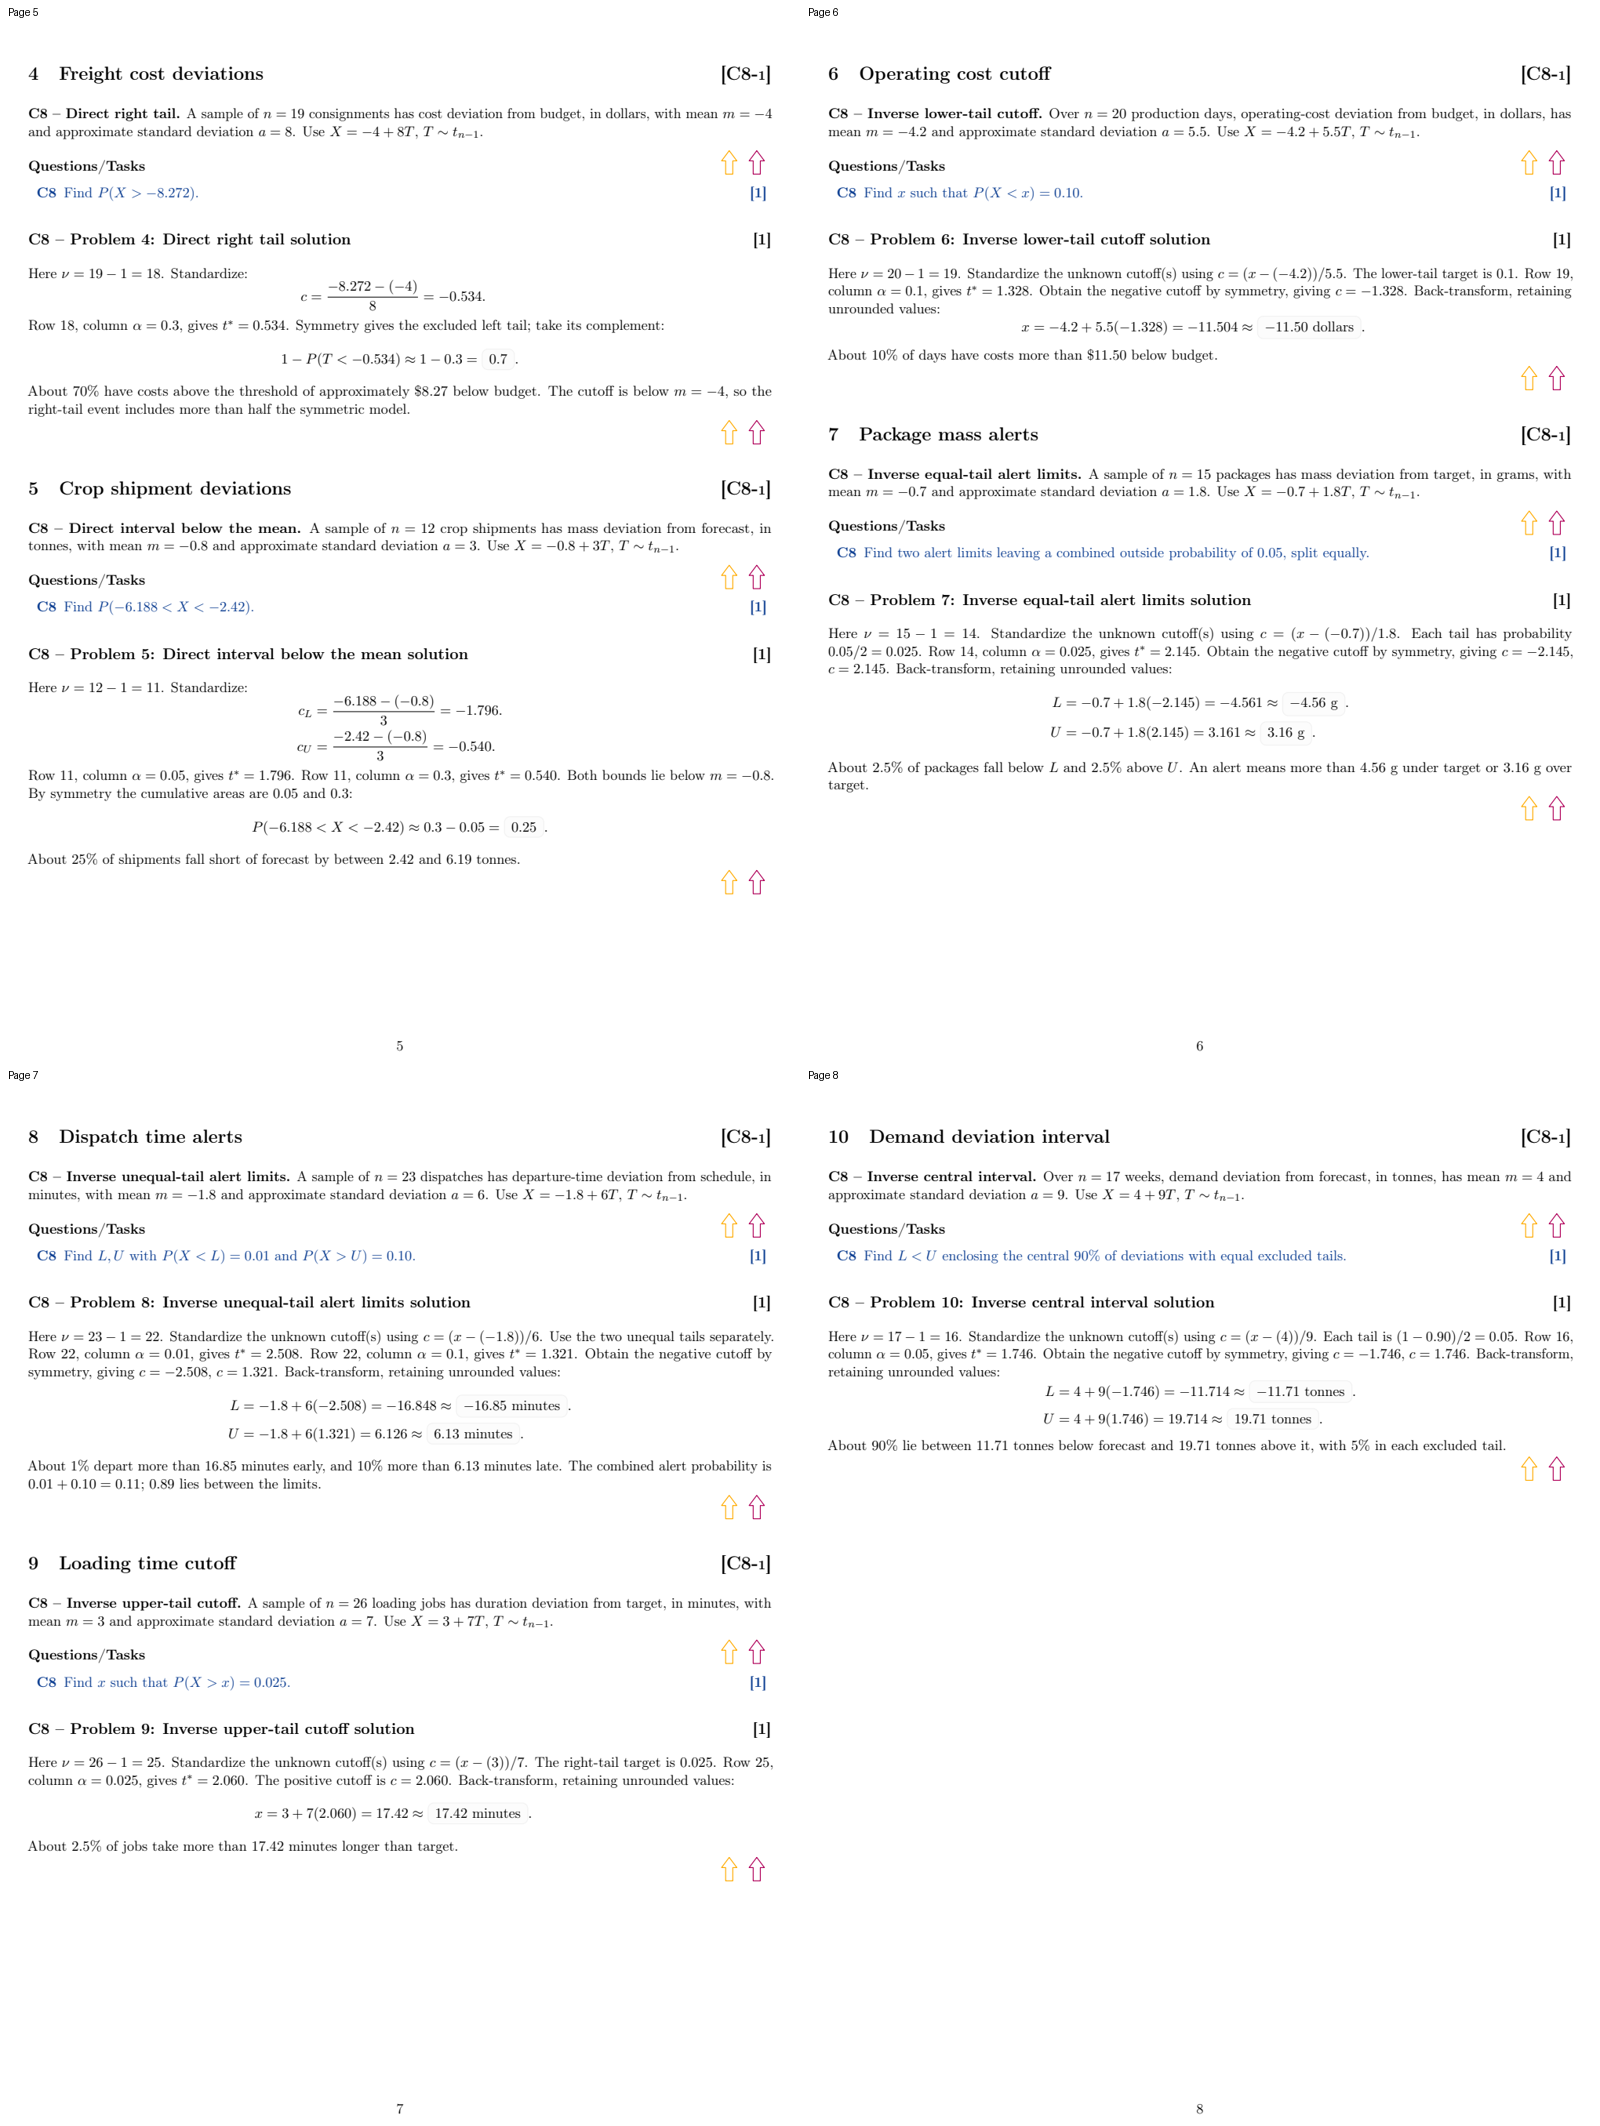 Page 5
4 Freight cost deviations [C8-1]
C8 – Direct right tail. A sample of n = 19 consignments has cost deviation from budget, in dollars, with mean m = −4
and approximate standard deviation a = 8. Use X = −4 + 8T, T ∼ tₙ₋₁.
Questions/Tasks
C8 Find P(X > −8.272). [1]
C8 – Problem 4: Direct right tail solution [1]
Here ν = 19 − 1 = 18. Standardize:
c = (−8.272 − (−4))/8 = −0.534.
Row 18, column α = 0.3, gives t* = 0.534. Symmetry gives the excluded left tail; take its complement:
1 − P(T < −0.534) ≈ 1 − 0.3 = 0.7 .
About 70% have costs above the threshold of approximately $8.27 below budget. The cutoff is below m = −4, so the
right-tail event includes more than half the symmetric model.
5 Crop shipment deviations [C8-1]
C8 – Direct interval below the mean. A sample of n = 12 crop shipments has mass deviation from forecast, in
tonnes, with mean m = −0.8 and approximate standard deviation a = 3. Use X = −0.8 + 3T, T ∼ tₙ₋₁.
Questions/Tasks
C8 Find P(−6.188 < X < −2.42). [1]
C8 – Problem 5: Direct interval below the mean solution [1]
Here ν = 12 − 1 = 11. Standardize:
c_L = (−6.188 − (−0.8))/3 = −1.796.
c_U = (−2.42 − (−0.8))/3 = −0.540.
Row 11, column α = 0.05, gives t* = 1.796. Row 11, column α = 0.3, gives t* = 0.540. Both bounds lie below m = −0.8.
By symmetry the cumulative areas are 0.05 and 0.3:
P(−6.188 < X < −2.42) ≈ 0.3 − 0.05 = 0.25 .
About 25% of shipments fall short of forecast by between 2.42 and 6.19 tonnes.
5
Page 6
6 Operating cost cutoff [C8-1]
C8 – Inverse lower-tail cutoff. Over n = 20 production days, operating-cost deviation from budget, in dollars, has
mean m = −4.2 and approximate standard deviation a = 5.5. Use X = −4.2 + 5.5T, T ∼ tₙ₋₁.
Questions/Tasks
C8 Find x such that P(X < x) = 0.10. [1]
C8 – Problem 6: Inverse lower-tail cutoff solution [1]
Here ν = 20 − 1 = 19. Standardize the unknown cutoff(s) using c = (x − (−4.2))/5.5. The lower-tail target is 0.1. Row 19,
column α = 0.1, gives t* = 1.328. Obtain the negative cutoff by symmetry, giving c = −1.328. Back-transform, retaining
unrounded values:
x = −4.2 + 5.5(−1.328) = −11.504 ≈ −11.50 dollars .
About 10% of days have costs more than $11.50 below budget.
7 Package mass alerts [C8-1]
C8 – Inverse equal-tail alert limits. A sample of n = 15 packages has mass deviation from target, in grams, with
mean m = −0.7 and approximate standard deviation a = 1.8. Use X = −0.7 + 1.8T, T ∼ tₙ₋₁.
Questions/Tasks
C8 Find two alert limits leaving a combined outside probability of 0.05, split equally. [1]
C8 – Problem 7: Inverse equal-tail alert limits solution [1]
Here ν = 15 − 1 = 14. Standardize the unknown cutoff(s) using c = (x − (−0.7))/1.8. Each tail has probability
0.05/2 = 0.025. Row 14, column α = 0.025, gives t* = 2.145. Obtain the negative cutoff by symmetry, giving c = −2.145,
c = 2.145. Back-transform, retaining unrounded values:
L = −0.7 + 1.8(−2.145) = −4.561 ≈ −4.56 g .
U = −0.7 + 1.8(2.145) = 3.161 ≈ 3.16 g .
About 2.5% of packages fall below L and 2.5% above U. An alert means more than 4.56 g under target or 3.16 g over
target.
6
Page 7
8 Dispatch time alerts [C8-1]
C8 – Inverse unequal-tail alert limits. A sample of n = 23 dispatches has departure-time deviation from schedule, in
minutes, with mean m = −1.8 and approximate standard deviation a = 6. Use X = −1.8 + 6T, T ∼ tₙ₋₁.
Questions/Tasks
C8 Find L, U with P(X < L) = 0.01 and P(X > U) = 0.10. [1]
C8 – Problem 8: Inverse unequal-tail alert limits solution [1]
Here ν = 23 − 1 = 22. Standardize the unknown cutoff(s) using c = (x − (−1.8))/6. Use the two unequal tails separately.
Row 22, column α = 0.01, gives t* = 2.508. Row 22, column α = 0.1, gives t* = 1.321. Obtain the negative cutoff by
symmetry, giving c = −2.508, c = 1.321. Back-transform, retaining unrounded values:
L = −1.8 + 6(−2.508) = −16.848 ≈ −16.85 minutes .
U = −1.8 + 6(1.321) = 6.126 ≈ 6.13 minutes .
About 1% depart more than 16.85 minutes early, and 10% more than 6.13 minutes late. The combined alert probability is
0.01 + 0.10 = 0.11; 0.89 lies between the limits.
9 Loading time cutoff [C8-1]
C8 – Inverse upper-tail cutoff. A sample of n = 26 loading jobs has duration deviation from target, in minutes, with
mean m = 3 and approximate standard deviation a = 7. Use X = 3 + 7T, T ∼ tₙ₋₁.
Questions/Tasks
C8 Find x such that P(X > x) = 0.025. [1]
C8 – Problem 9: Inverse upper-tail cutoff solution [1]
Here ν = 26 − 1 = 25. Standardize the unknown cutoff(s) using c = (x − (3))/7. The right-tail target is 0.025. Row 25,
column α = 0.025, gives t* = 2.060. The positive cutoff is c = 2.060. Back-transform, retaining unrounded values:
x = 3 + 7(2.060) = 17.42 ≈ 17.42 minutes .
About 2.5% of jobs take more than 17.42 minutes longer than target.
7
Page 8
10 Demand deviation interval [C8-1]
C8 – Inverse central interval. Over n = 17 weeks, demand deviation from forecast, in tonnes, has mean m = 4 and
approximate standard deviation a = 9. Use X = 4 + 9T, T ∼ tₙ₋₁.
Questions/Tasks
C8 Find L < U enclosing the central 90% of deviations with equal excluded tails. [1]
C8 – Problem 10: Inverse central interval solution [1]
Here ν = 17 − 1 = 16. Standardize the unknown cutoff(s) using c = (x − (4))/9. Each tail is (1 − 0.90)/2 = 0.05. Row 16,
column α = 0.05, gives t* = 1.746. Obtain the negative cutoff by symmetry, giving c = −1.746, c = 1.746. Back-transform,
retaining unrounded values:
L = 4 + 9(−1.746) = −11.714 ≈ −11.71 tonnes .
U = 4 + 9(1.746) = 19.714 ≈ 19.71 tonnes .
About 90% lie between 11.71 tonnes below forecast and 19.71 tonnes above it, with 5% in each excluded tail.
8